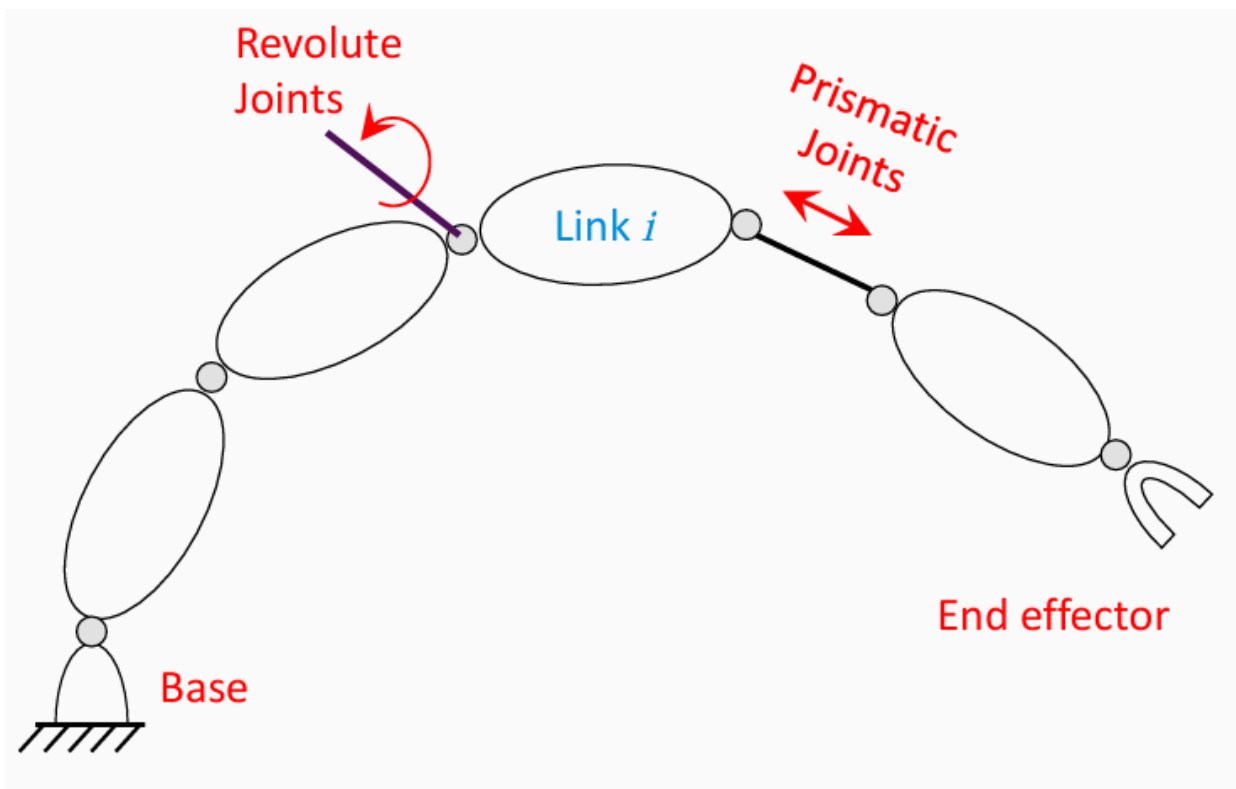 Revolute
Joints
Prismatic
Joints
Link i
End effector
Base